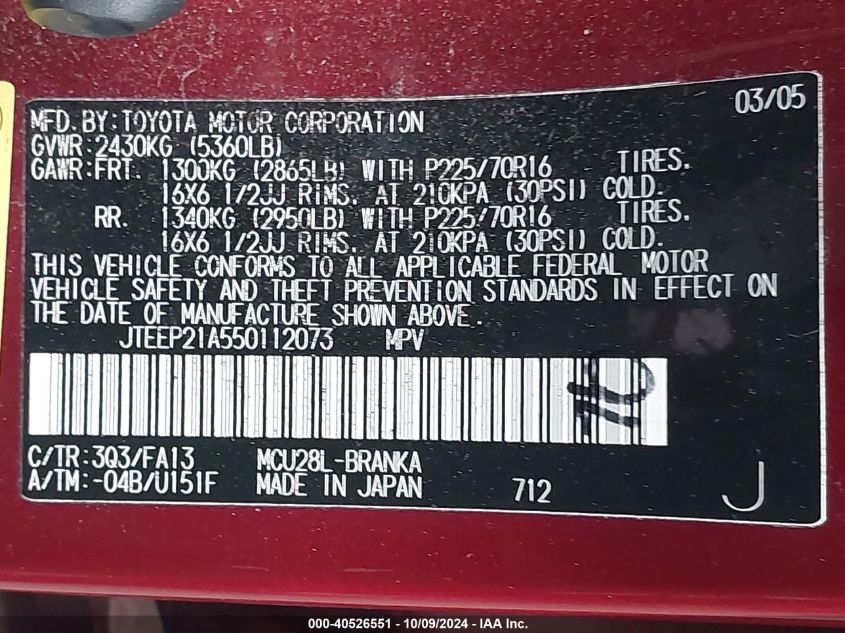 03/05
MFD. BY: TOYOTA MOTOR CORPORATION
GVWR: 2430KG (5360LB)
GAWR: FRT. 1300KG (2865LB) WITH P225/70R16 TIRES.
16X6 1/2JJ RIMS. AT 210KPA (30PSI) COLD.
RR. 1340KG (2950LB) WITH P225/70R16 TIRES.
16X6 1/2JJ RIMS. AT 210KPA (30PSI) COLD.
THIS VEHICLE CONFORMS TO ALL APPLICABLE FEDERAL MOTOR
VEHICLE SAFETY AND THEFT PREVENTION STANDARDS IN EFFECT ON
THE DATE OF MANUFACTURE SHOWN ABOVE.
JTEEP21A550112073 MPV
C/TR: 3Q3/FA13 MCU28L-BRANKA
A/TM: -04B/U151F MADE IN JAPAN 712 J
000-40526551 - 10/09/2024 - IAA Inc.